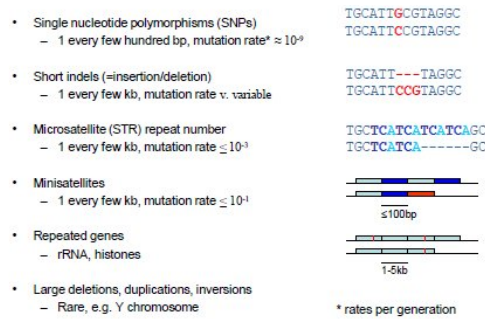 • Single nucleotide polymorphisms (SNPs)
– 1 every few hundred bp, mutation rate* ≈ 10⁻⁹
TGCATTGCGTAGGC
TGCATTCCGTAGGC
• Short indels (=insertion/deletion)
– 1 every few kb, mutation rate v. variable
TGCATT---TAGGC
TGCATTCCGTAGGC
• Microsatellite (STR) repeat number
– 1 every few kb, mutation rate ≤ 10⁻³
TGCTCATCATCATCAGC
TGCTCATCA------GC
• Minisatellites
– 1 every few kb, mutation rate ≤ 10⁻¹
≤100bp
• Repeated genes
– rRNA, histones
1-5kb
• Large deletions, duplications, inversions
– Rare, e.g. Y chromosome
* rates per generation